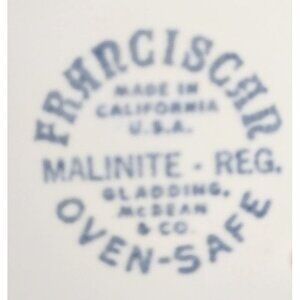 FRANCISCAN
MADE IN
CALIFORNIA
U.S.A.
MALINITE - REG.
GLADDING,
McBEAN
& CO.
OVEN-SAFE